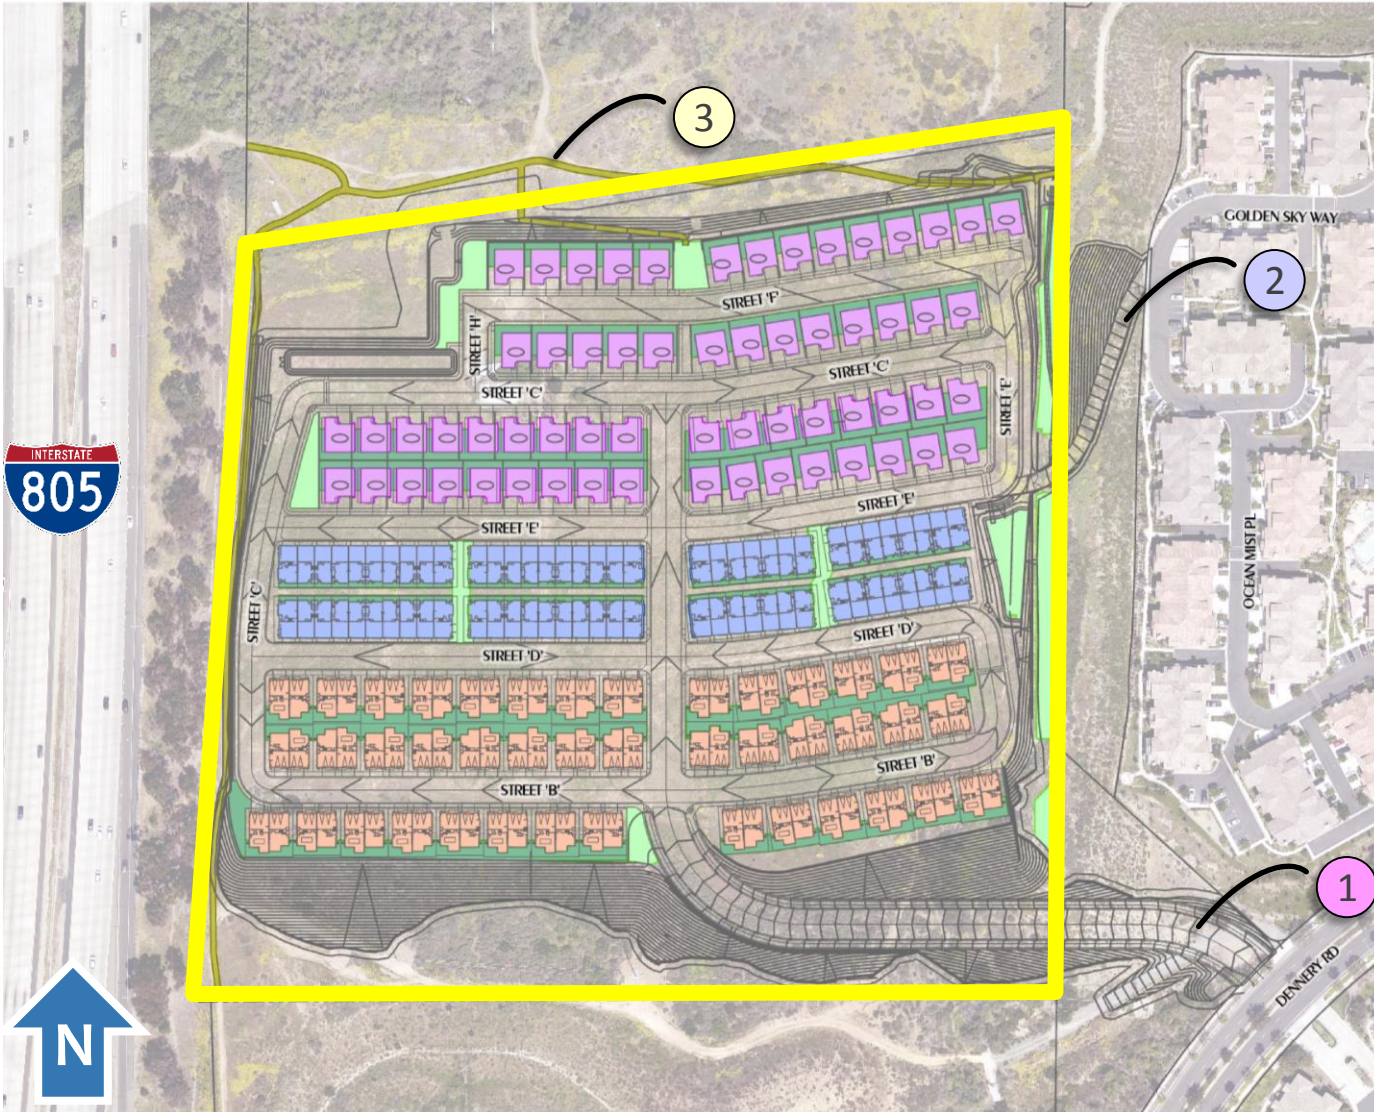 3
GOLDEN SKY WAY
2
STREET 'F'
STREET 'H'
STREET 'C'
STREET 'C'
STREET 'E'
INTERSTATE
805
STREET 'E'
STREET 'E'
OCEAN MIST PL
STREET 'C'
STREET 'D'
STREET 'D'
STREET 'B'
STREET 'B'
1
DENNERY RD
N